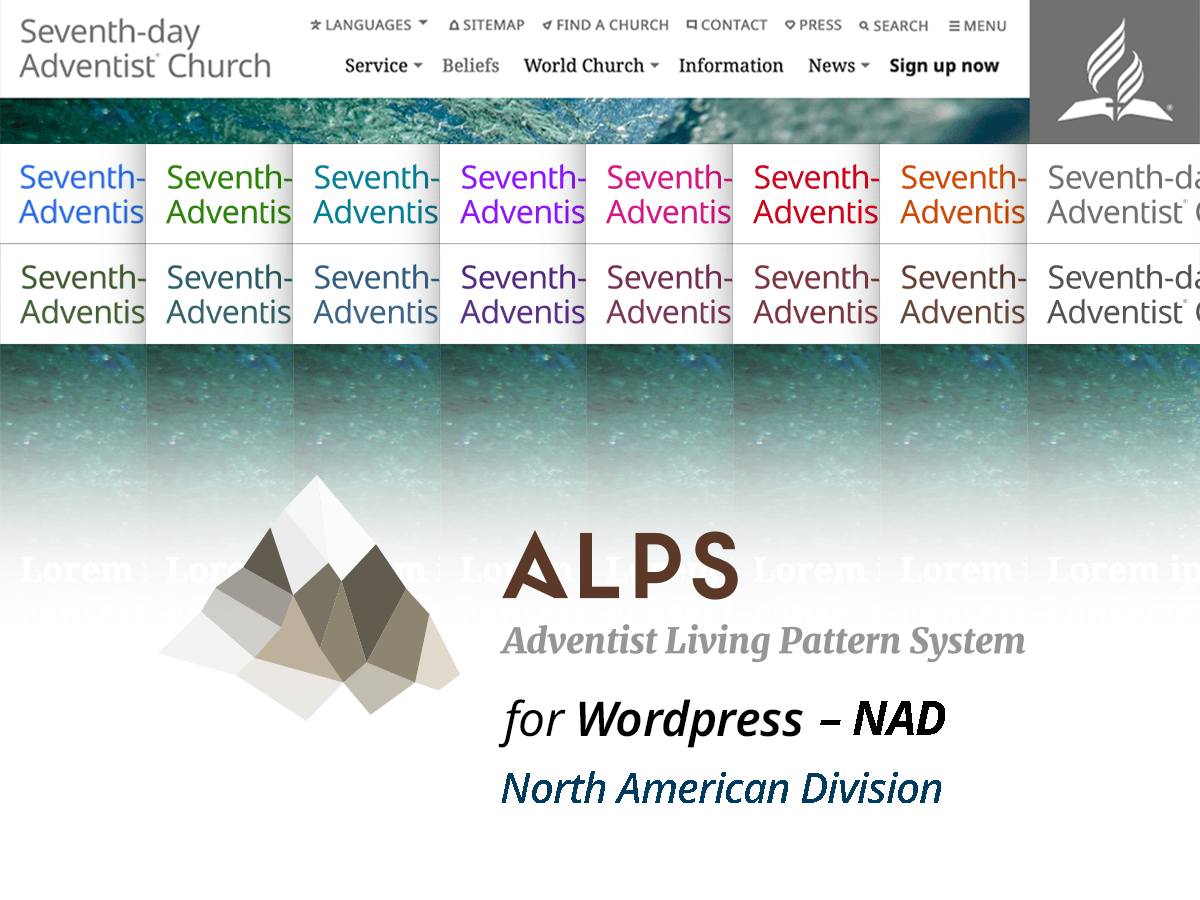 Seventh-day
Adventist® Church
LANGUAGES SITEMAP FIND A CHURCH CONTACT PRESS SEARCH MENU
Service Beliefs World Church Information News Sign up now
Seventh- Seventh- Seventh- Seventh- Seventh- Seventh- Seventh- Seventh-da
Adventis Adventis Adventis Adventis Adventis Adventis Adventis Adventist® C
Seventh- Seventh- Seventh- Seventh- Seventh- Seventh- Seventh- Seventh-da
Adventis Adventis Adventis Adventis Adventis Adventis Adventis Adventist® C
Lorem Lore m Lo Lorem Lorem Lorem Lorem ip
ALPS
Adventist Living Pattern System
for Wordpress – NAD
North American Division